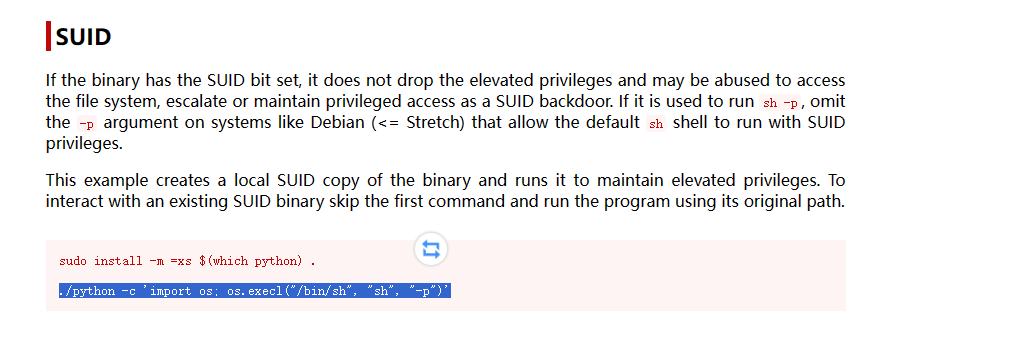 SUID
If the binary has the SUID bit set, it does not drop the elevated privileges and may be abused to access
the file system, escalate or maintain privileged access as a SUID backdoor. If it is used to run sh -p, omit
the -p argument on systems like Debian (<= Stretch) that allow the default sh shell to run with SUID
privileges.
This example creates a local SUID copy of the binary and runs it to maintain elevated privileges. To
interact with an existing SUID binary skip the first command and run the program using its original path.
sudo install -m =xs $(which python) .
./python -c 'import os; os.execl("/bin/sh", "sh", "-p")'